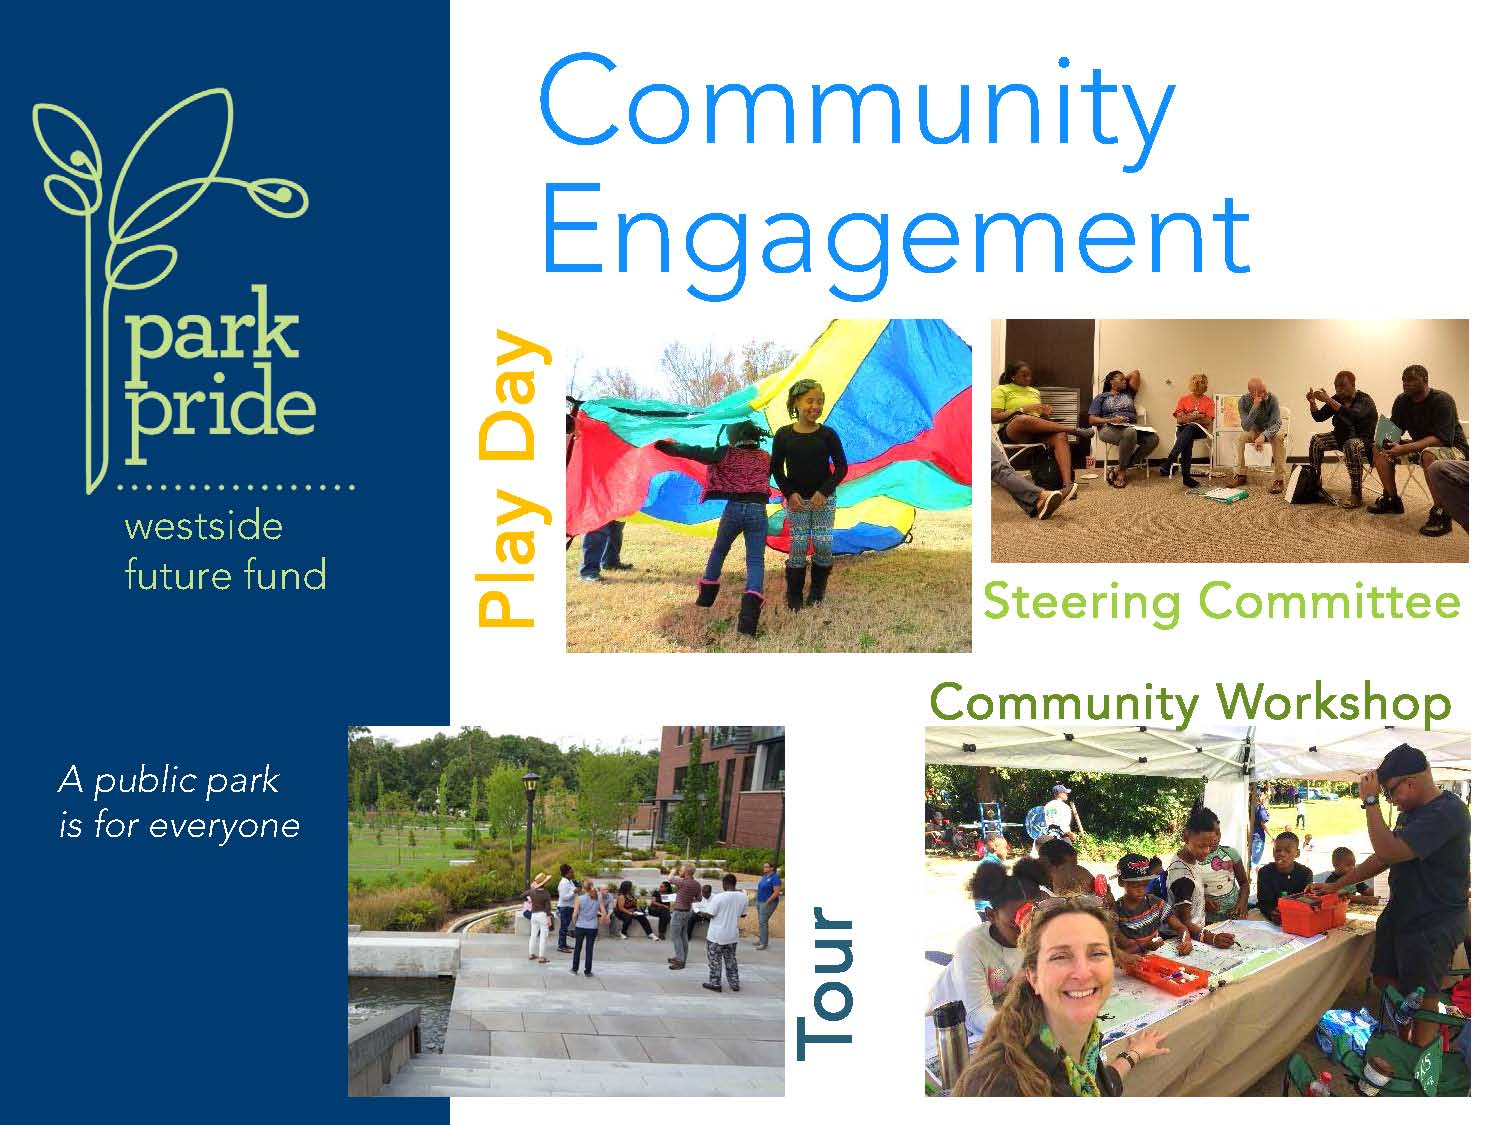 park
pride
westside
future fund
A public park
is for everyone
Community
Engagement
Play Day
Steering Committee
Community Workshop
Tour